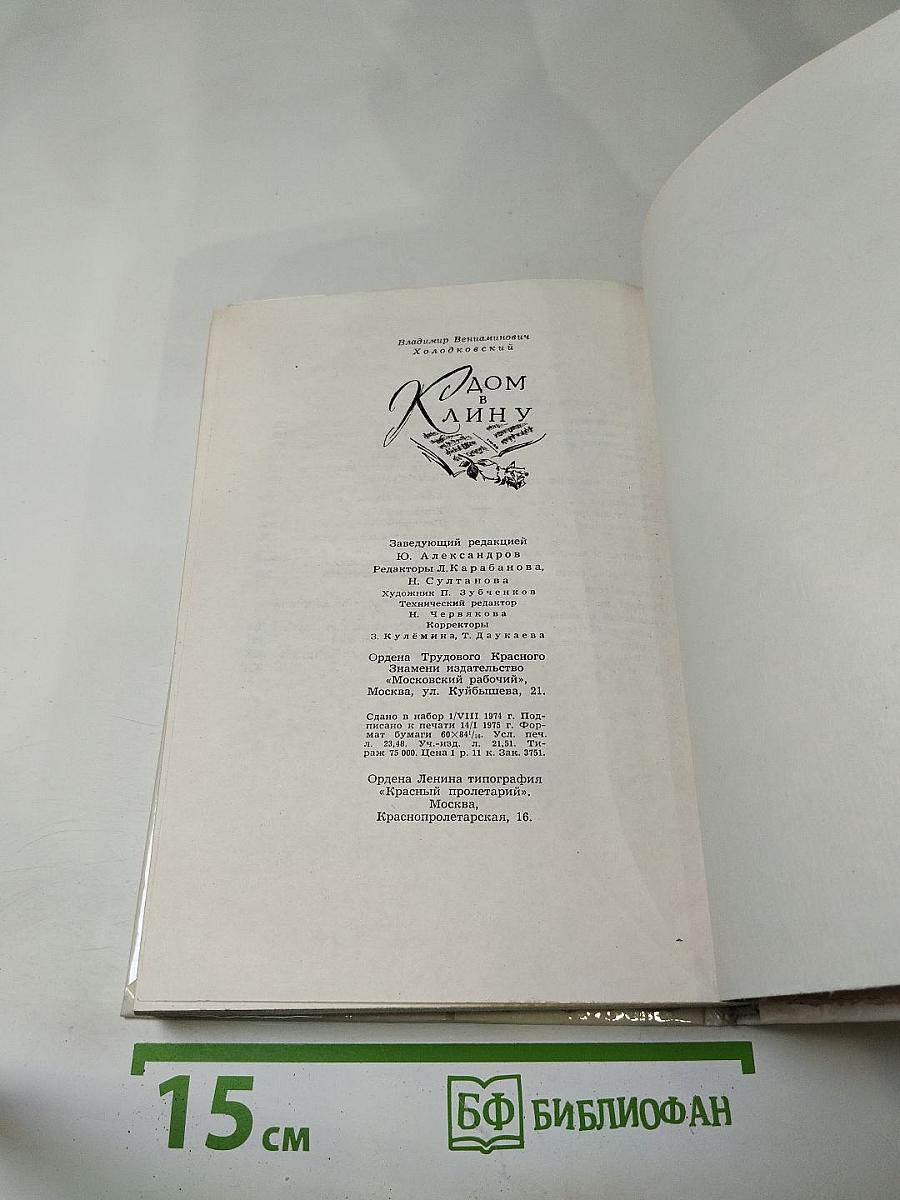 Владимир Вениаминович
Холодковский
ДОМ
В
КЛИНУ
Заведующий редакцией
Ю. Александров
Редакторы Л. Карабанова,
Н. Султанова
Художник П. Зубченков
Технический редактор
Н. Червякова
Корректоры
З. Кулёмина, Т. Даукаева
Ордена Трудового Красного
Знамени издательство
«Московский рабочий»,
Москва, ул. Куйбышева, 21.
Сдано в набор 1/VIII 1974 г. Под-
писано к печати 14/I 1975 г. Фор-
мат бумаги 60×84¹/₁₆. Усл. печ.
л. 23,48. Уч.-изд. л. 21,51. Ти-
раж 75 000. Цена 1 р. 11 к. Зак. 3751.
Ордена Ленина типография
«Красный пролетарий».
Москва,
Краснопролетарская, 16.
15 см
БФ БИБЛИОФАН